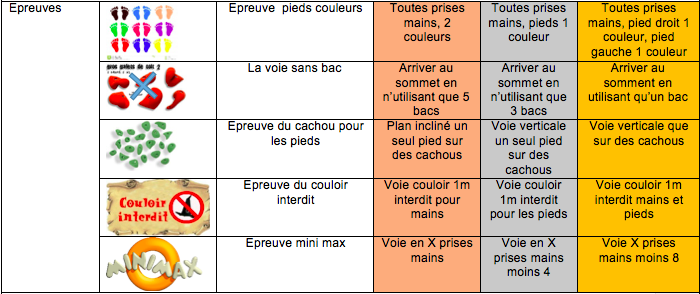 Epreuves
Epreuve pieds couleurs
Toutes prises
mains, 2
couleurs
Toutes prises
mains, pieds 1
couleur
Toutes prises
mains, pied droit 1
couleur, pied
gauche 1 couleur
La voie sans bac
Arriver au
sommet en
n'utilisant que 5
bacs
Arriver au
sommet en
n'utilisant que
3 bacs
Arriver au
somment en
utilisant qu'un bac
Epreuve du cachou pour
les pieds
Plan incliné un
seul pied sur
des cachous
Voie verticale
un seul pied
sur des
cachous
Voie verticale que
sur des cachous
Couloir
interdit
Epreuve du couloir
interdit
Voie couloir 1m
interdit pour
mains
Voie couloir
1m interdit
pour les pieds
Voie couloir 1m
interdit mains et
pieds
MINIMAX
Epreuve mini max
Voie en X prises
mains
Voie en X
prises mains
moins 4
Voie X prises
mains moins 8